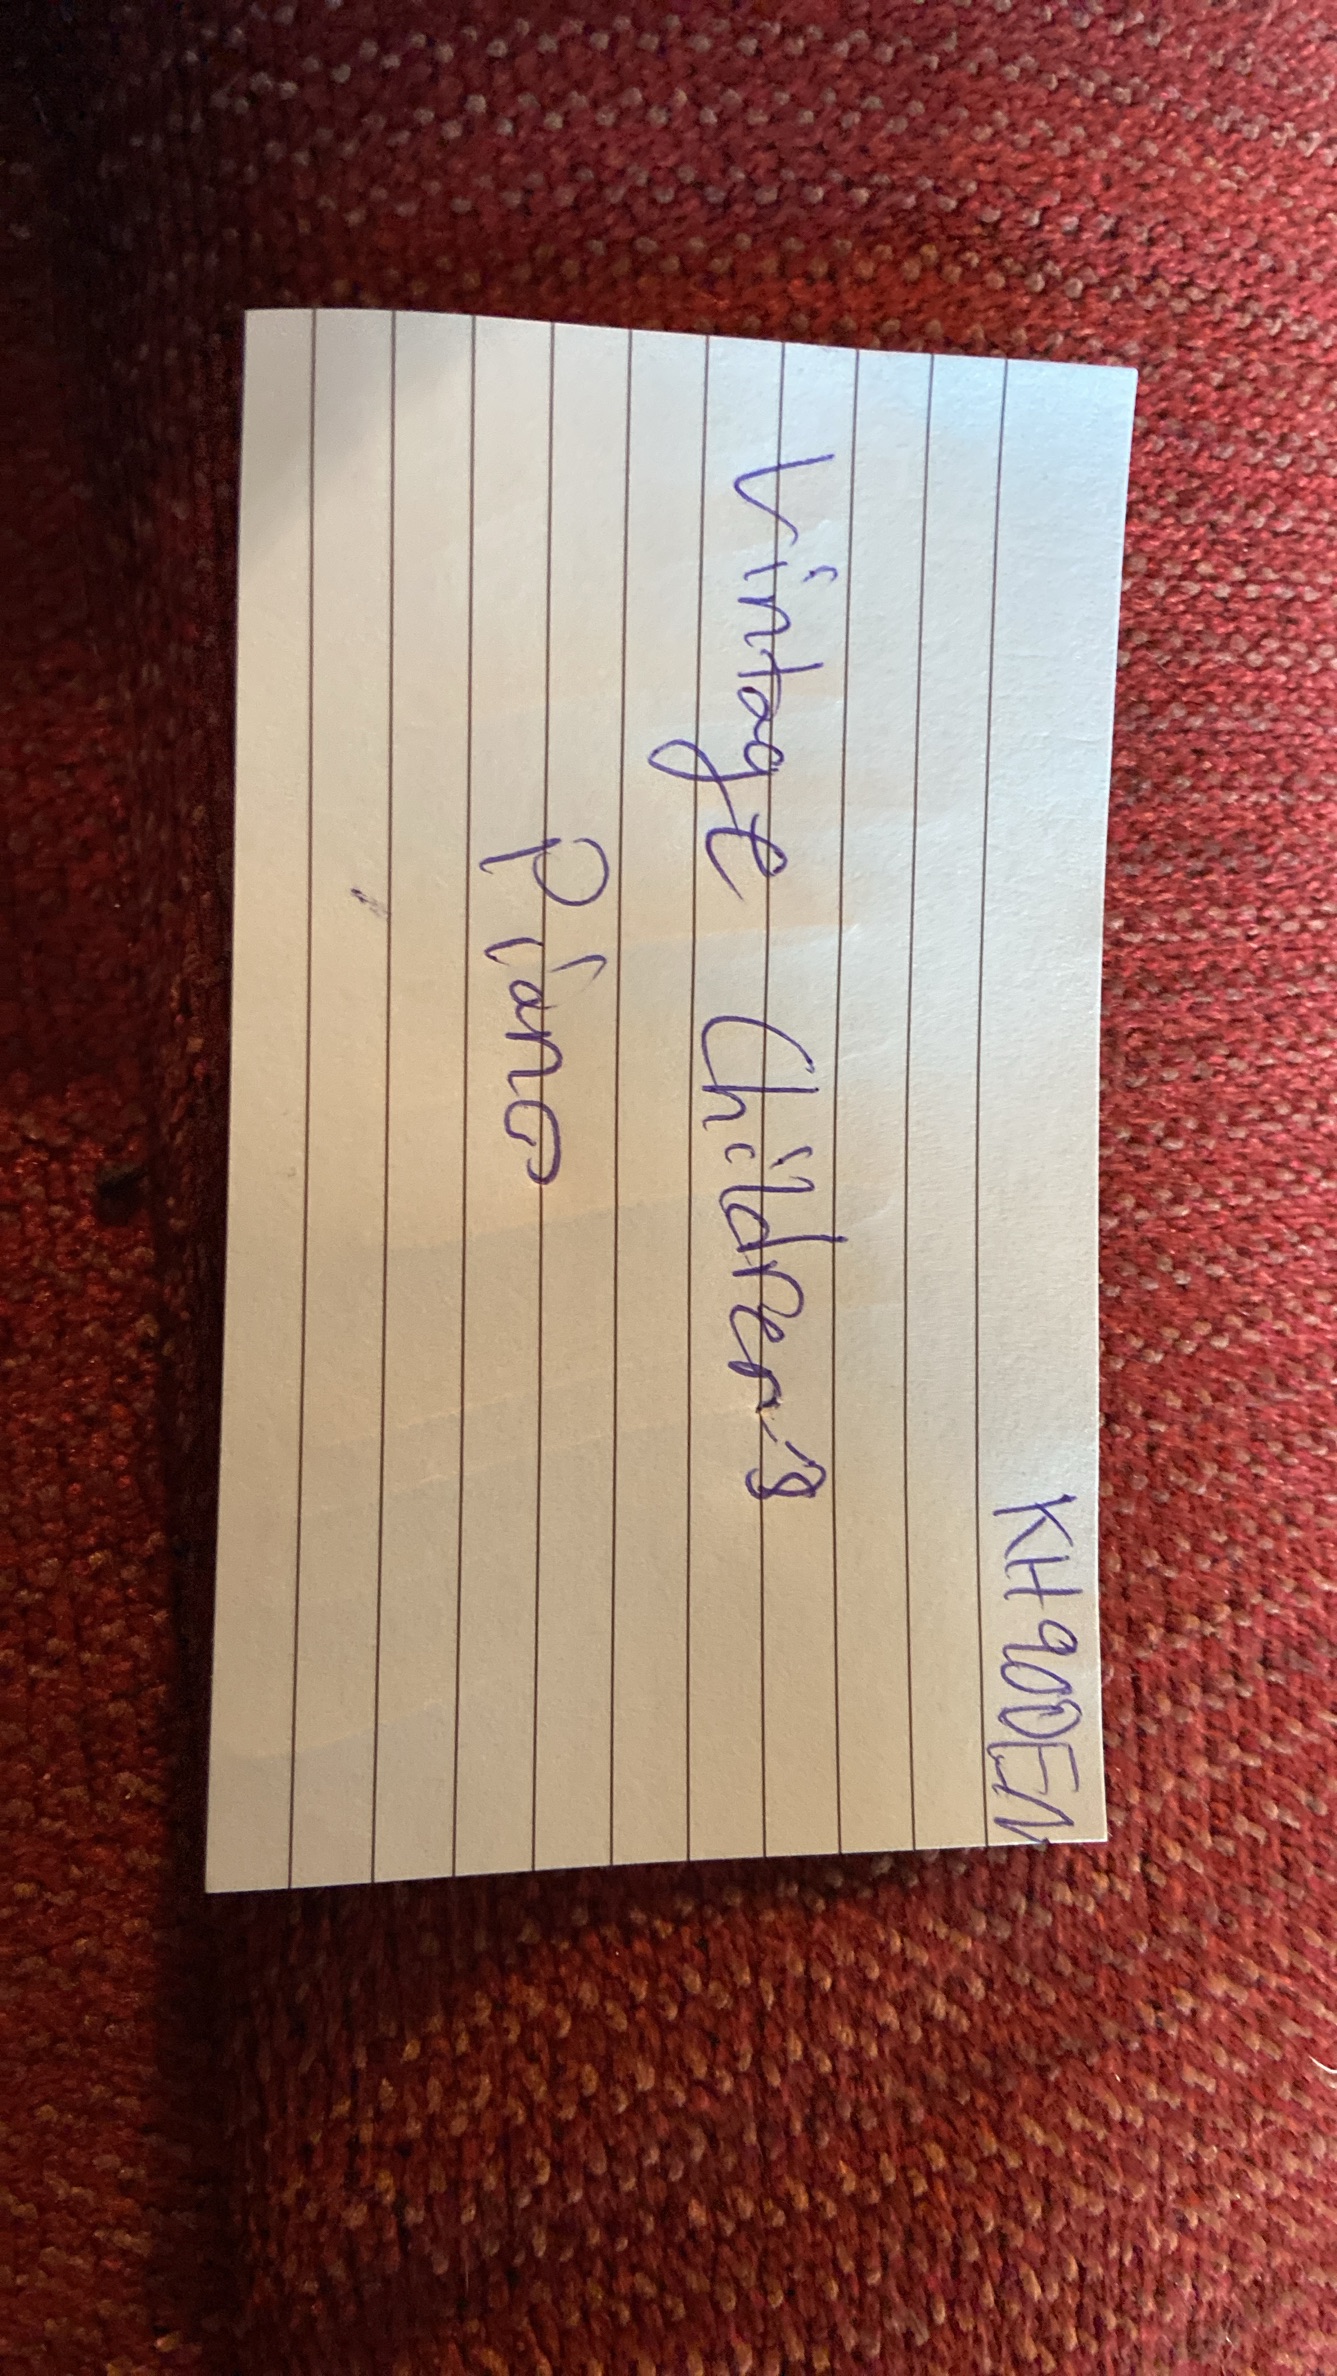 KH900EN
Vintage Children's
Piano